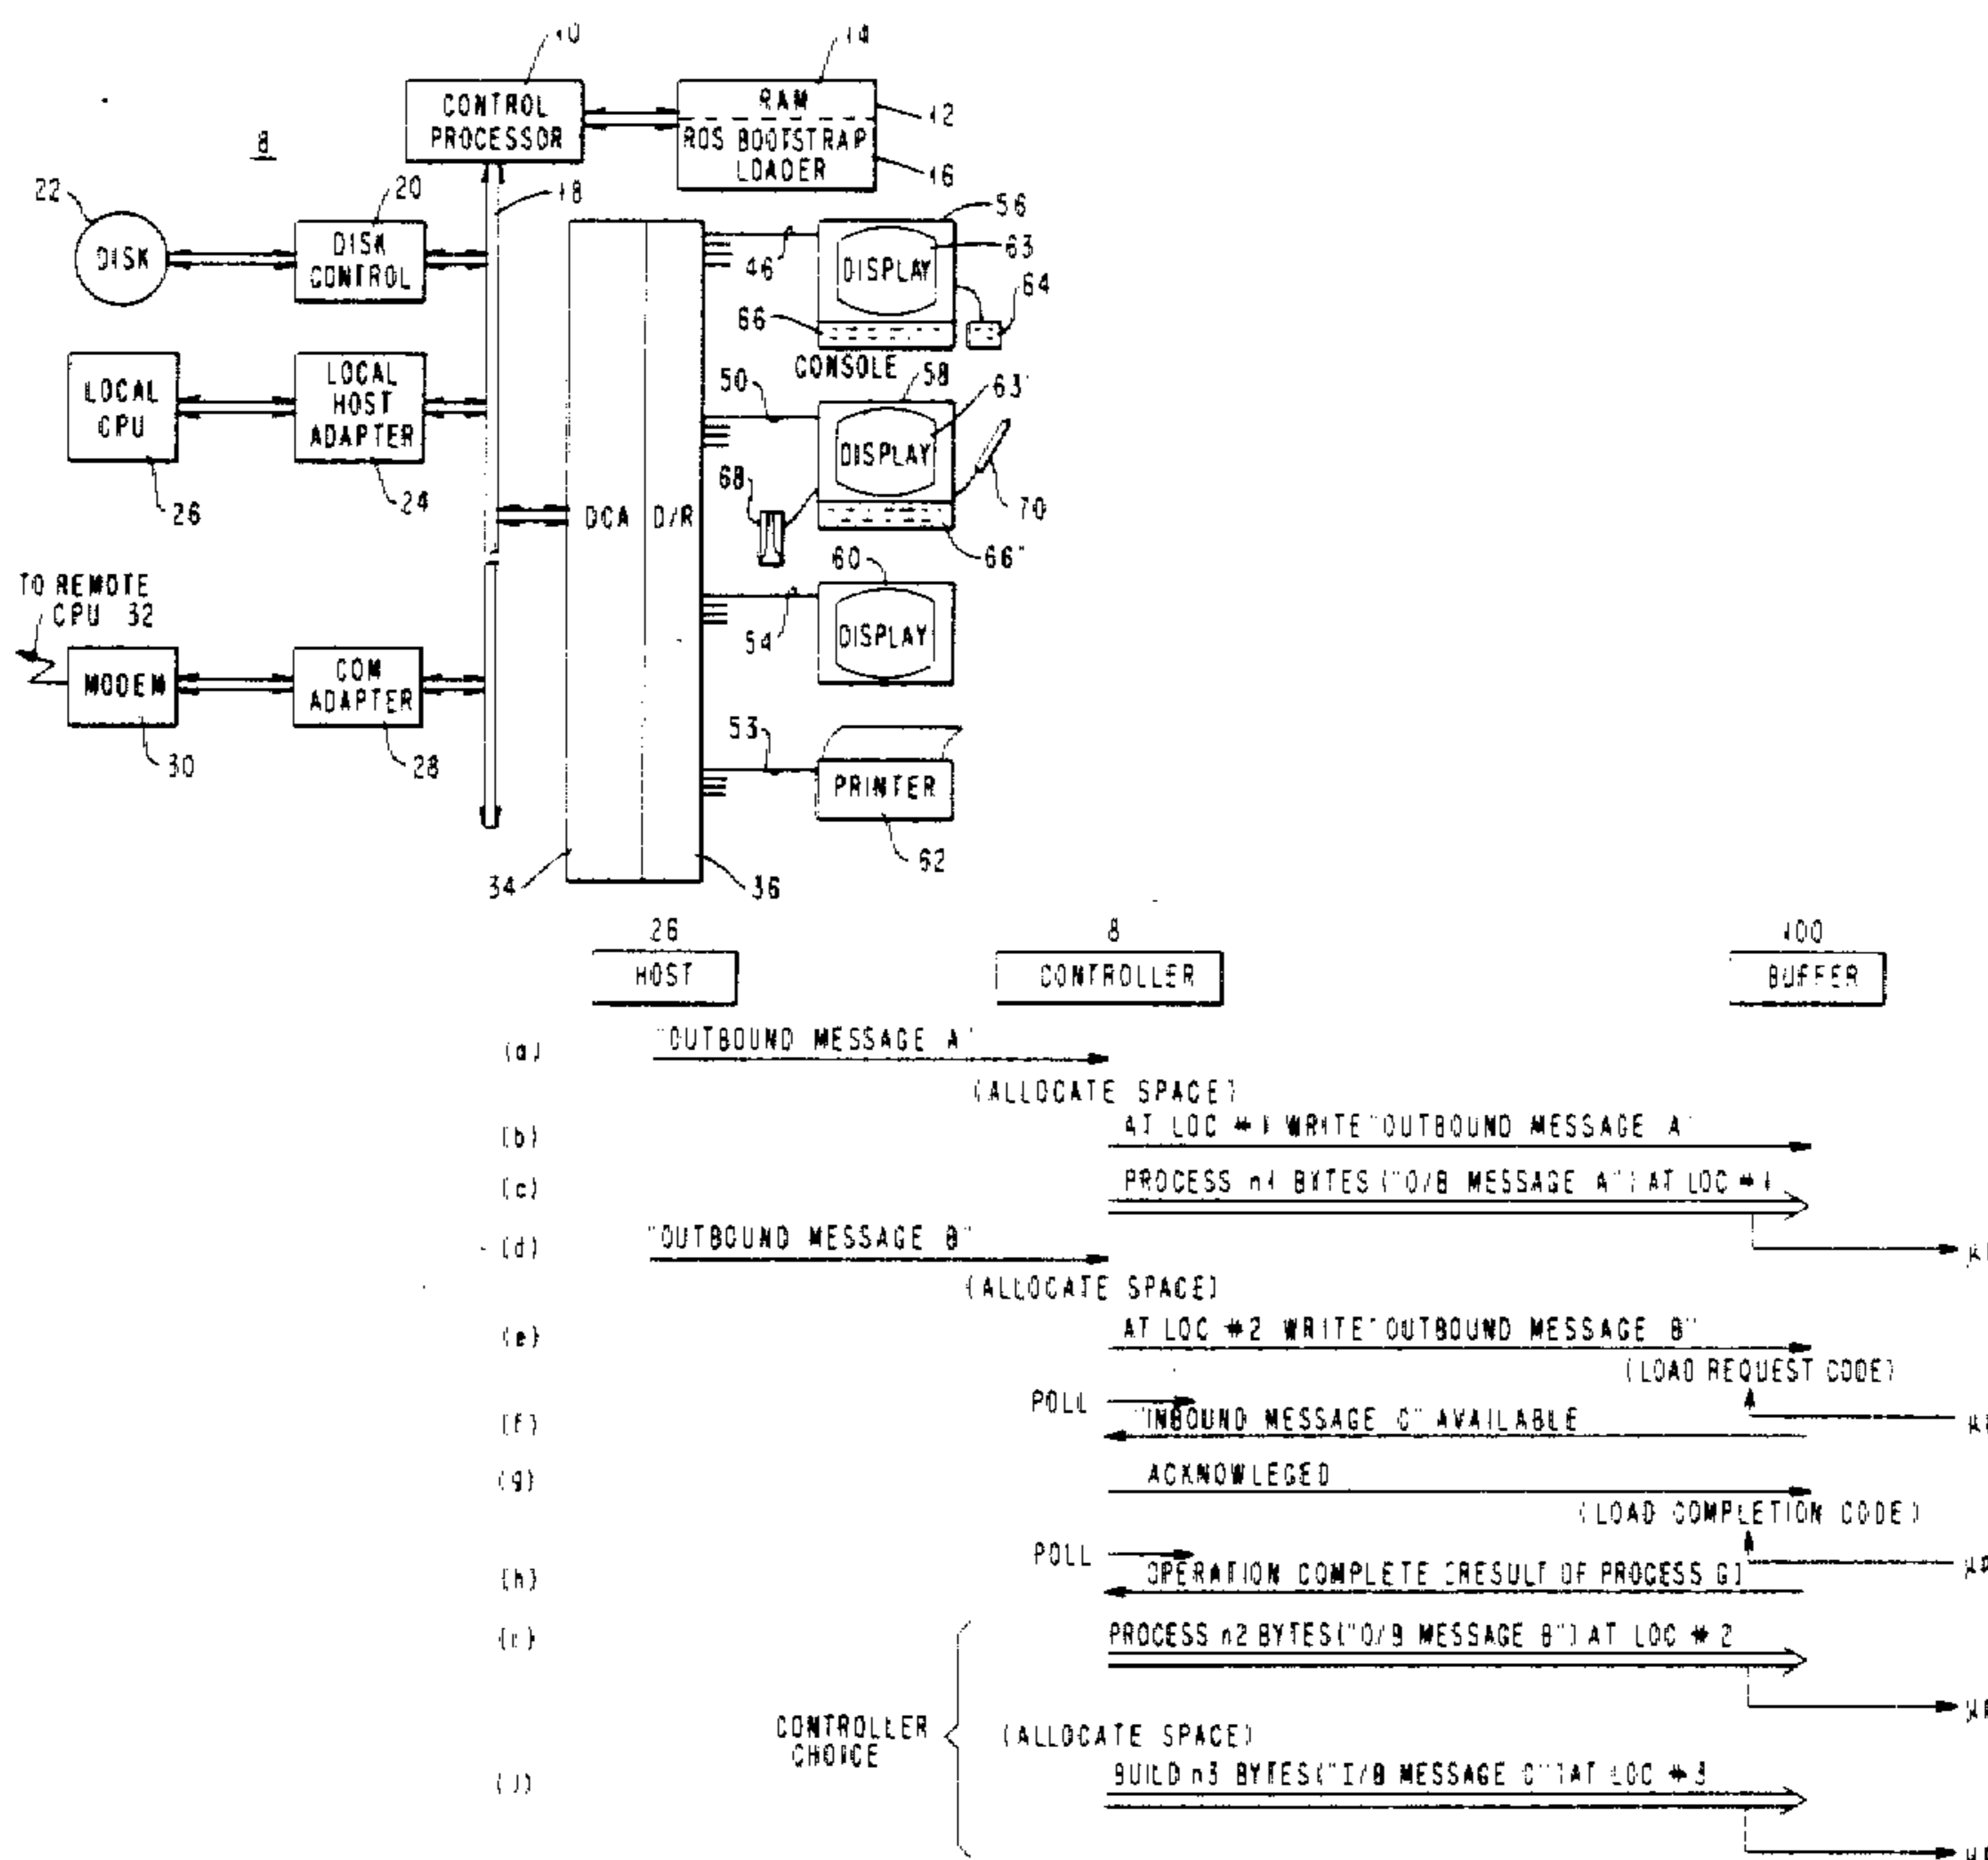 10
14
CONTROL
PROCESSOR
RAM
12
ROS BOOTSTRAP
LOADER
16
8
18
22
DISK
20
DISK
CONTROL
56
46
DISPLAY
63
64
66
CONSOLE
LOCAL
CPU
26
LOCAL
HOST
ADAPTER
24
50
58
63'
DISPLAY
68
70
66'
DCA
D/R
TO REMOTE
CPU 32
MODEM
30
COM
ADAPTER
28
60
54
DISPLAY
53
PRINTER
62
34
36
26
8
100
HOST
CONTROLLER
BUFFER
(a)
"OUTBOUND MESSAGE A"
(ALLOCATE SPACE)
(b)
AT LOC #1 WRITE "OUTBOUND MESSAGE A"
(c)
PROCESS n1 BYTES ("O/B MESSAGE A") AT LOC #1
(d)
"OUTBOUND MESSAGE B"
(ALLOCATE SPACE)
(e)
AT LOC #2 WRITE "OUTBOUND MESSAGE B"
(LOAD REQUEST CODE)
POLL
(f)
"INBOUND MESSAGE C" AVAILABLE
(g)
ACKNOWLEGED
(LOAD COMPLETION CODE)
POLL
(h)
OPERATION COMPLETE [RESULT OF PROCESS G]
(i)
PROCESS n2 BYTES ("O/B MESSAGE B") AT LOC #2
CONTROLLER
CHOICE
(ALLOCATE SPACE)
(j)
BUILD n3 BYTES ("I/B MESSAGE C") AT LOC #3